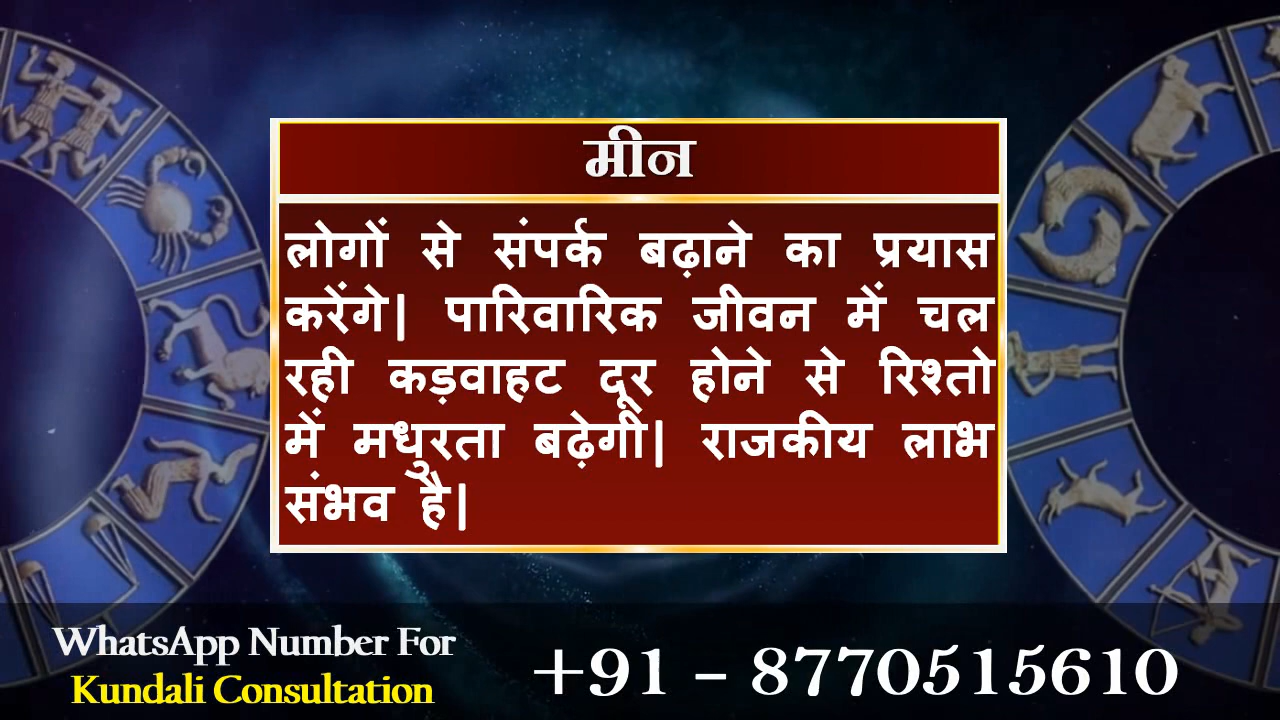 मीन
लोगों से संपर्क बढ़ाने का प्रयास
करेंगे| पारिवारिक जीवन में चल
रही कड़वाहट दूर होने से रिश्तो
में मधुरता बढ़ेगी| राजकीय लाभ
संभव है|
WhatsApp Number For
Kundali Consultation
+91 - 8770515610